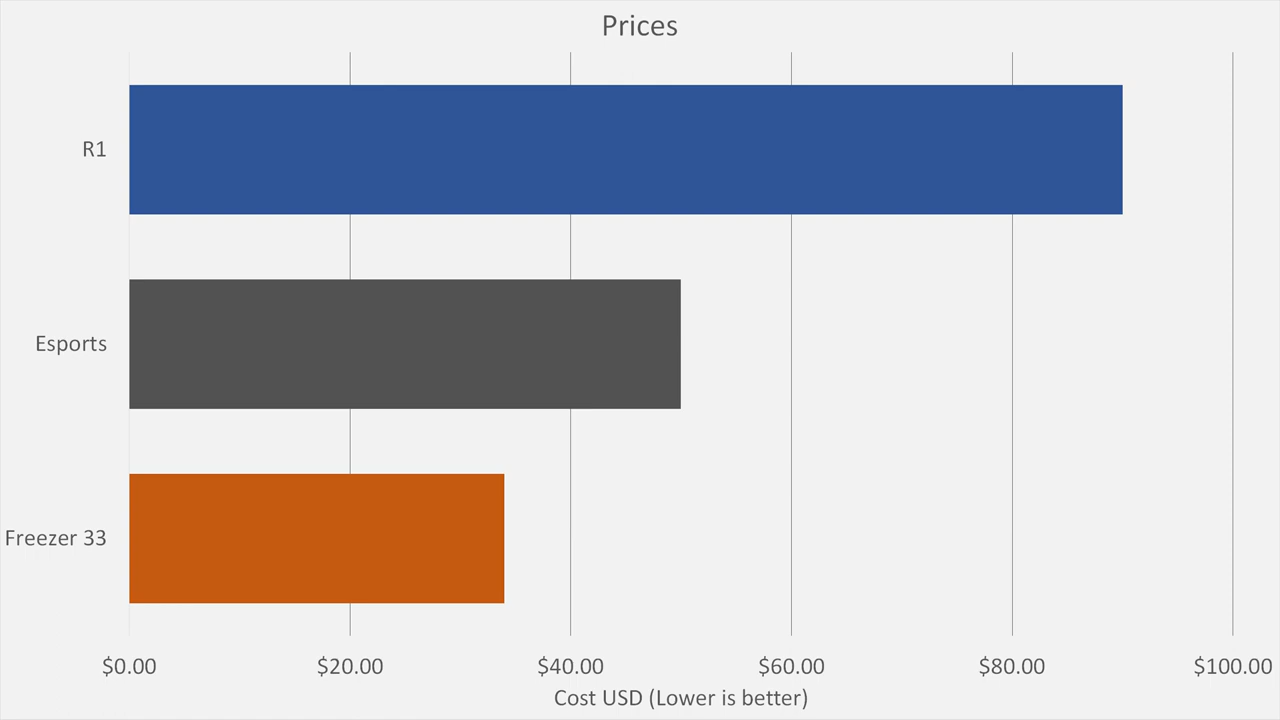 Prices
R1
Esports
Freezer 33
$0.00 $20.00 $40.00 $60.00 $80.00 $100.00
Cost USD (Lower is better)